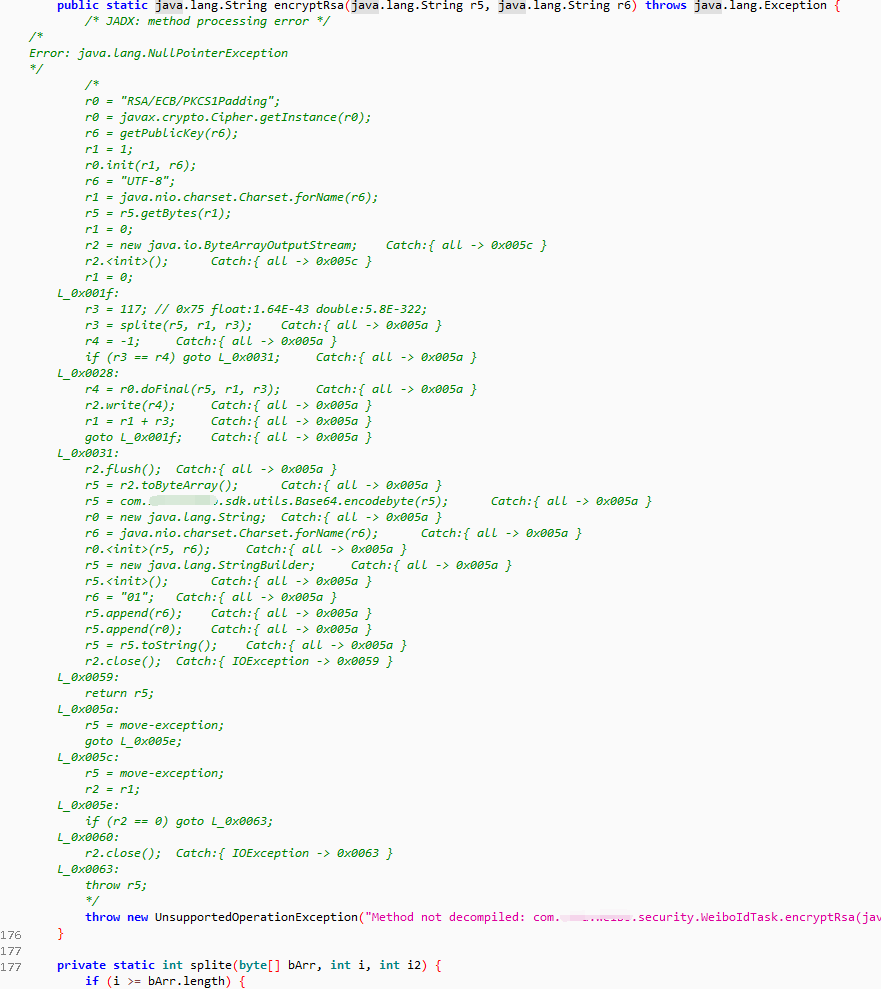 public static java.lang.String encryptRsa(java.lang.String r5, java.lang.String r6) throws java.lang.Exception {
/* JADX: method processing error */
/*
Error: java.lang.NullPointerException
*/
/*
r0 = "RSA/ECB/PKCS1Padding";
r0 = javax.crypto.Cipher.getInstance(r0);
r6 = getPublicKey(r6);
r1 = 1;
r0.init(r1, r6);
r6 = "UTF-8";
r1 = java.nio.charset.Charset.forName(r6);
r5 = r5.getBytes(r1);
r1 = 0;
r2 = new java.io.ByteArrayOutputStream;    Catch:{ all -> 0x005c }
r2.<init>();      Catch:{ all -> 0x005c }
r1 = 0;
L_0x001f:
r3 = 117; // 0x75 float:1.64E-43 double:5.8E-322;
r3 = splite(r5, r1, r3);    Catch:{ all -> 0x005a }
r4 = -1;     Catch:{ all -> 0x005a }
if (r3 == r4) goto L_0x0031;     Catch:{ all -> 0x005a }
L_0x0028:
r4 = r0.doFinal(r5, r1, r3);     Catch:{ all -> 0x005a }
r2.write(r4);     Catch:{ all -> 0x005a }
r1 = r1 + r3;     Catch:{ all -> 0x005a }
goto L_0x001f;    Catch:{ all -> 0x005a }
L_0x0031:
r2.flush();  Catch:{ all -> 0x005a }
r5 = r2.toByteArray();      Catch:{ all -> 0x005a }
r5 = com. .sdk.utils.Base64.encodebyte(r5);      Catch:{ all -> 0x005a }
r0 = new java.lang.String;  Catch:{ all -> 0x005a }
r6 = java.nio.charset.Charset.forName(r6);      Catch:{ all -> 0x005a }
r0.<init>(r5, r6);     Catch:{ all -> 0x005a }
r5 = new java.lang.StringBuilder;     Catch:{ all -> 0x005a }
r5.<init>();      Catch:{ all -> 0x005a }
r6 = "01";   Catch:{ all -> 0x005a }
r5.append(r6);    Catch:{ all -> 0x005a }
r5.append(r0);    Catch:{ all -> 0x005a }
r5 = r5.toString();     Catch:{ all -> 0x005a }
r2.close();  Catch:{ IOException -> 0x0059 }
L_0x0059:
return r5;
L_0x005a:
r5 = move-exception;
goto L_0x005e;
L_0x005c:
r5 = move-exception;
r2 = r1;
L_0x005e:
if (r2 == 0) goto L_0x0063;
L_0x0060:
r2.close();  Catch:{ IOException -> 0x0063 }
L_0x0063:
throw r5;
*/
throw new UnsupportedOperationException("Method not decompiled: com. .security.WeiboIdTask.encryptRsa(jav
176 }
177
177 private static int splite(byte[] bArr, int i, int i2) {
if (i >= bArr.length) {